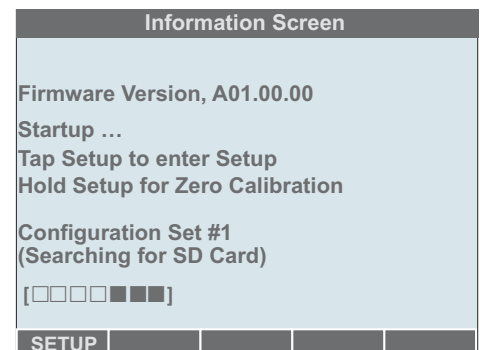 Information Screen
Firmware Version, A01.00.00
Startup ...
Tap Setup to enter Setup
Hold Setup for Zero Calibration
Configuration Set #1
(Searching for SD Card)
[□□□□■■■]
SETUP